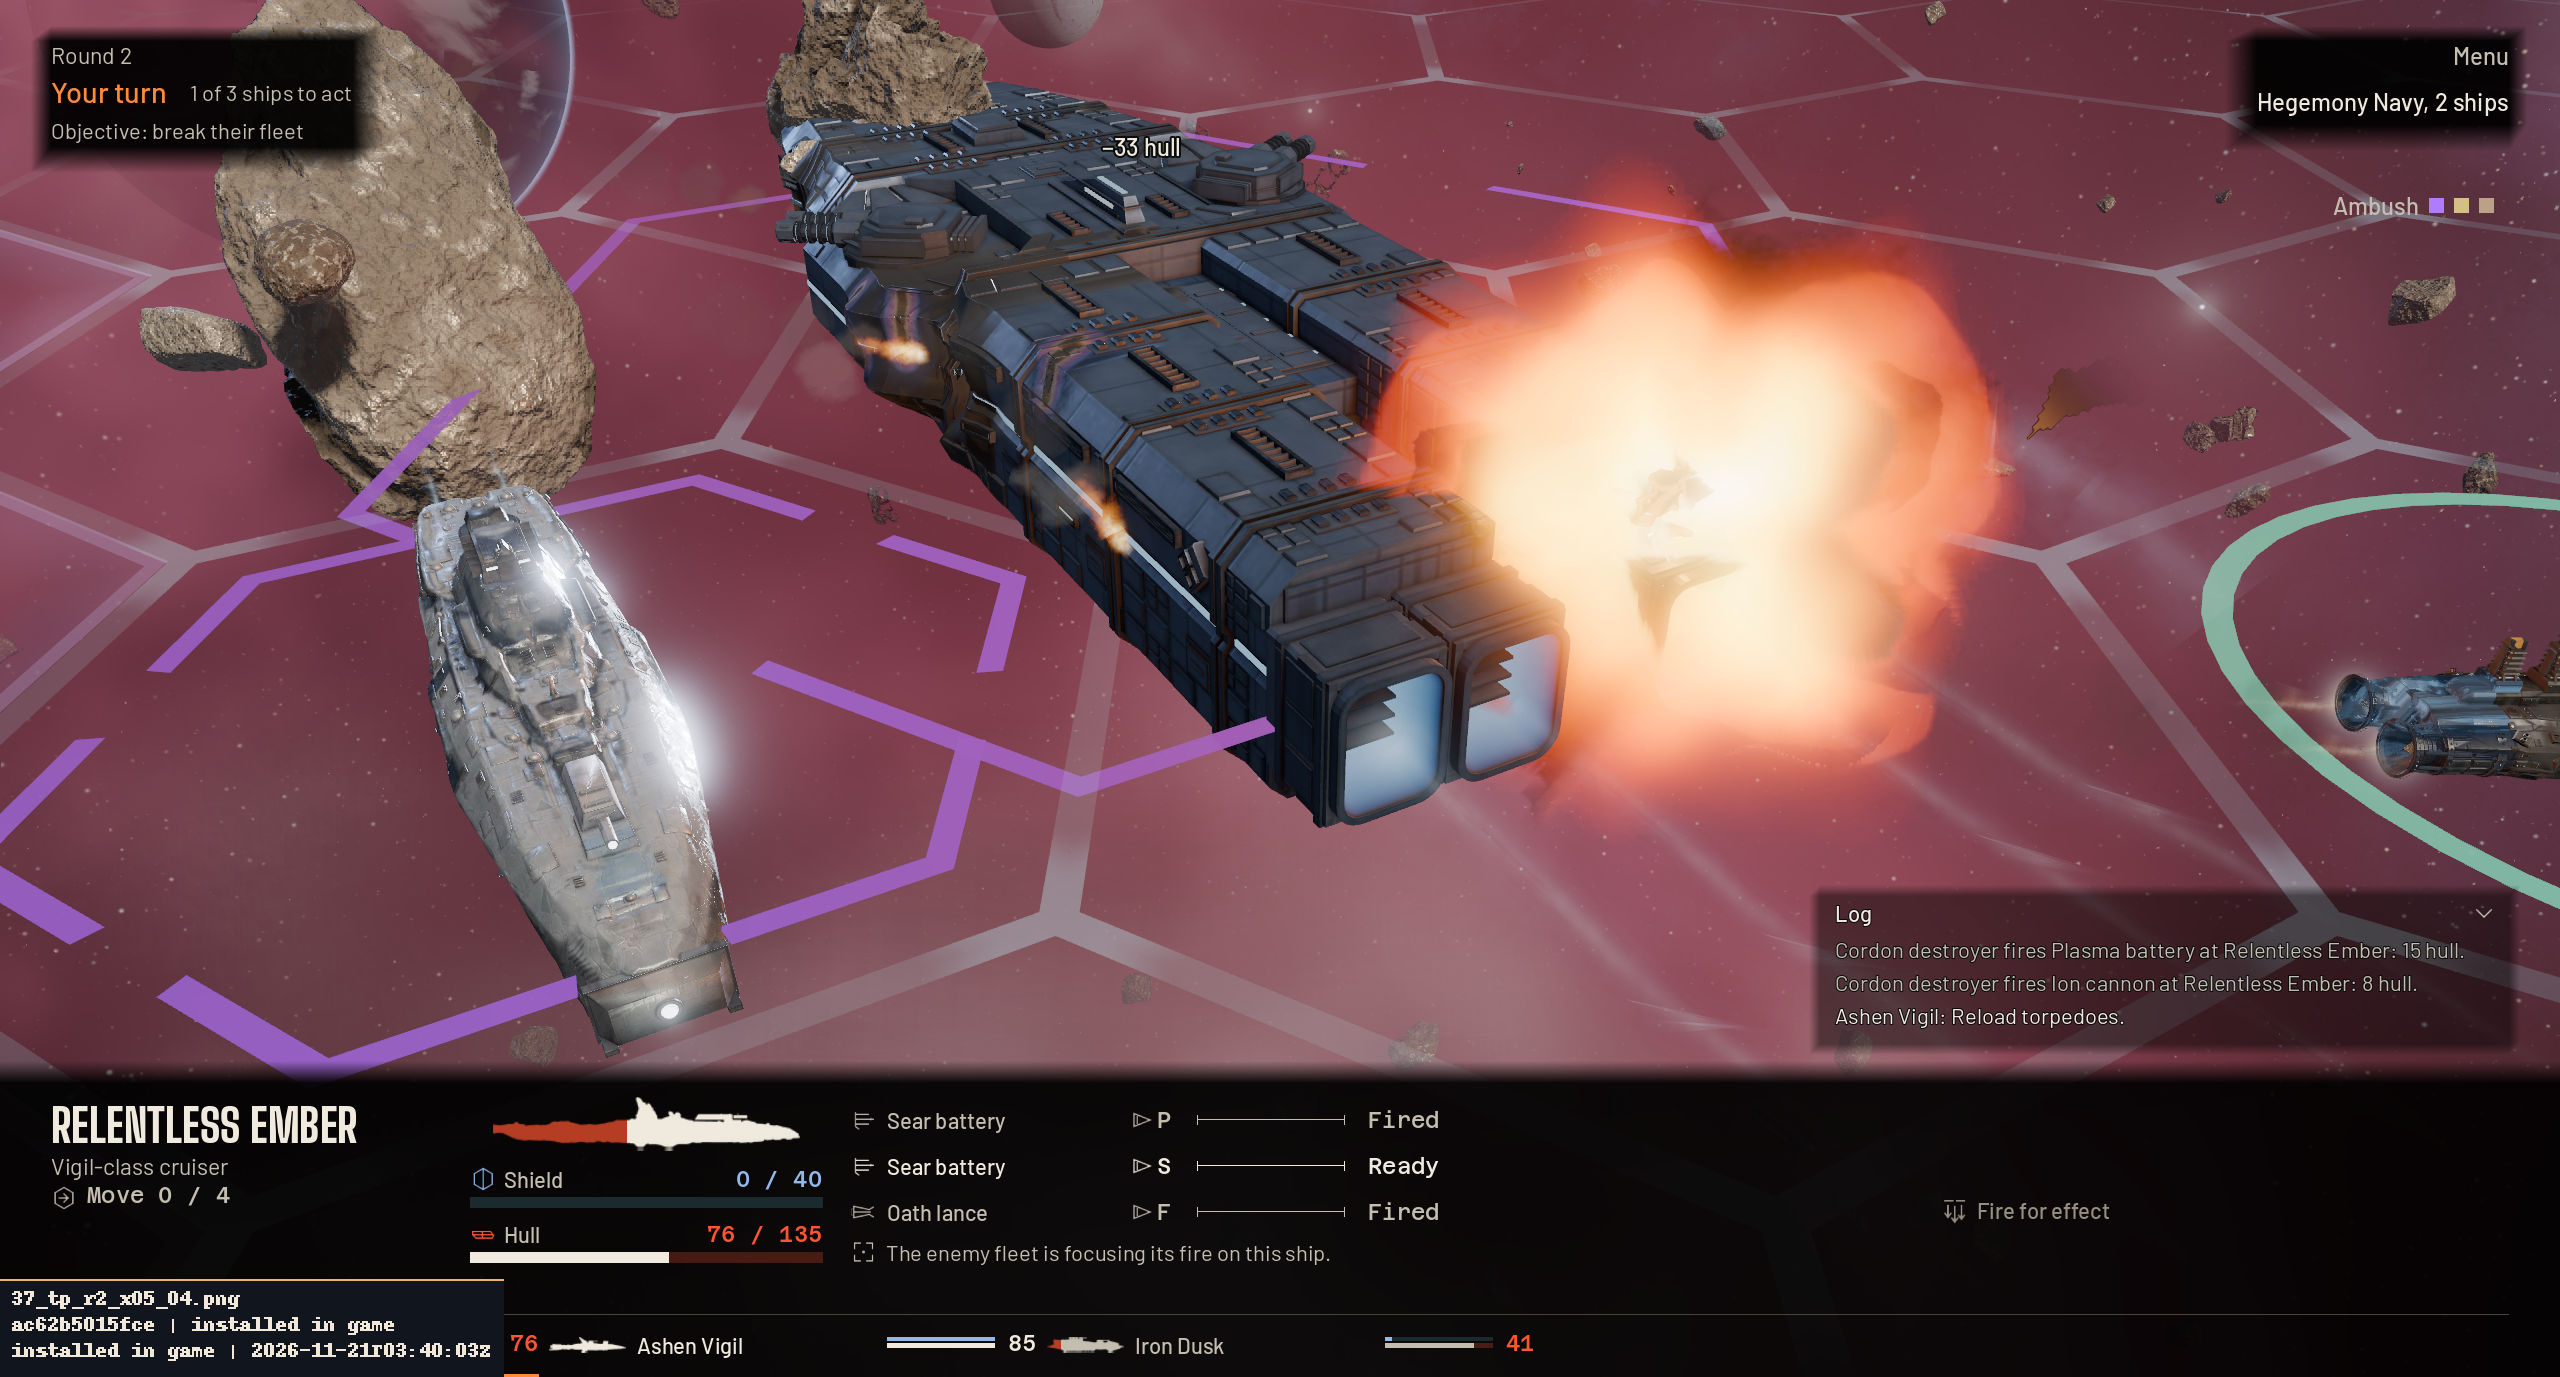 Round 2
Your turn 1 of 3 ships to act
Objective: break their fleet
Menu
Hegemony Navy, 2 ships
Ambush
−33 hull
Log
Cordon destroyer fires Plasma battery at Relentless Ember: 15 hull.
Cordon destroyer fires Ion cannon at Relentless Ember: 8 hull.
Ashen Vigil: Reload torpedoes.
RELENTLESS EMBER
Vigil-class cruiser
Move 0 / 4
Shield 0 / 40
Hull 76 / 135
Sear battery P Fired
Sear battery S Ready
Oath lance F Fired
The enemy fleet is focusing its fire on this ship.
Fire for effect
76 Ashen Vigil 85 Iron Dusk 41
37_tp_r2_x05_04.png
ac62b5015fce | installed in game
installed in game | 2026-11-21T03:40:03Z